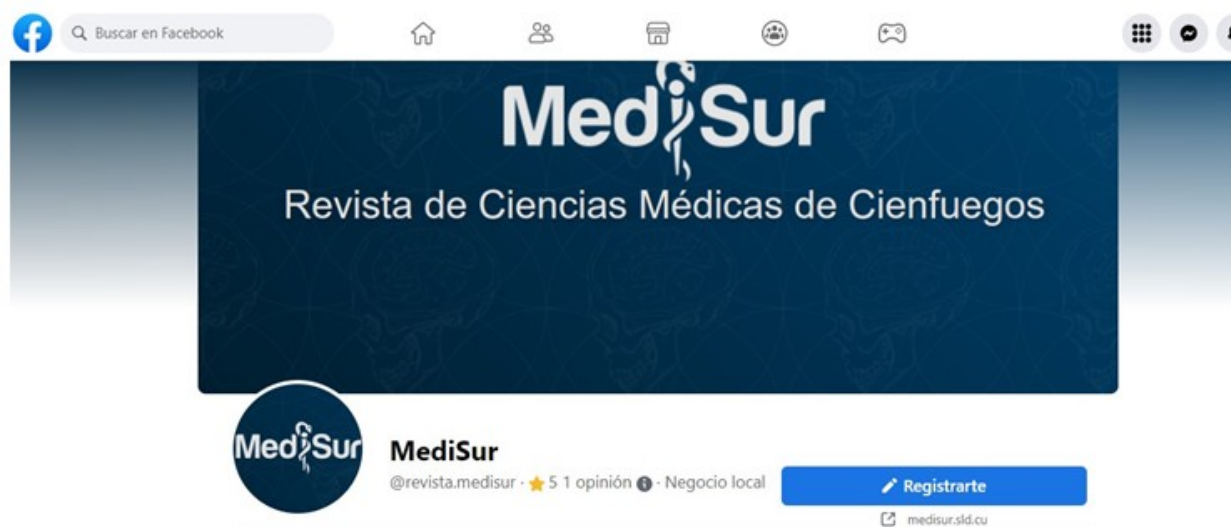 Buscar en Facebook
MediSur
Revista de Ciencias Médicas de Cienfuegos
MediSur
MediSur
@revista.medisur · 5 1 opinión · Negocio local
Registrarte
medisur.sld.cu